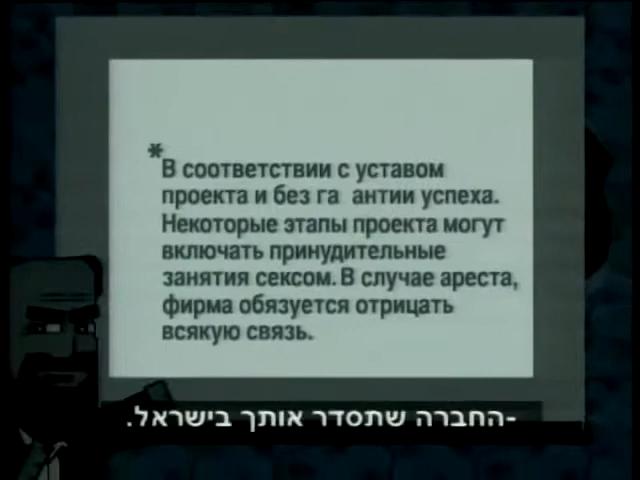 *
В соответствии с уставом
проекта и без га антии успеха.
Некоторые этапы проекта могут
включать принудительные
занятия сексом. В случае ареста,
фирма обязуется отрицать
всякую связь.
-החברה שתסדר אותך בישראל.